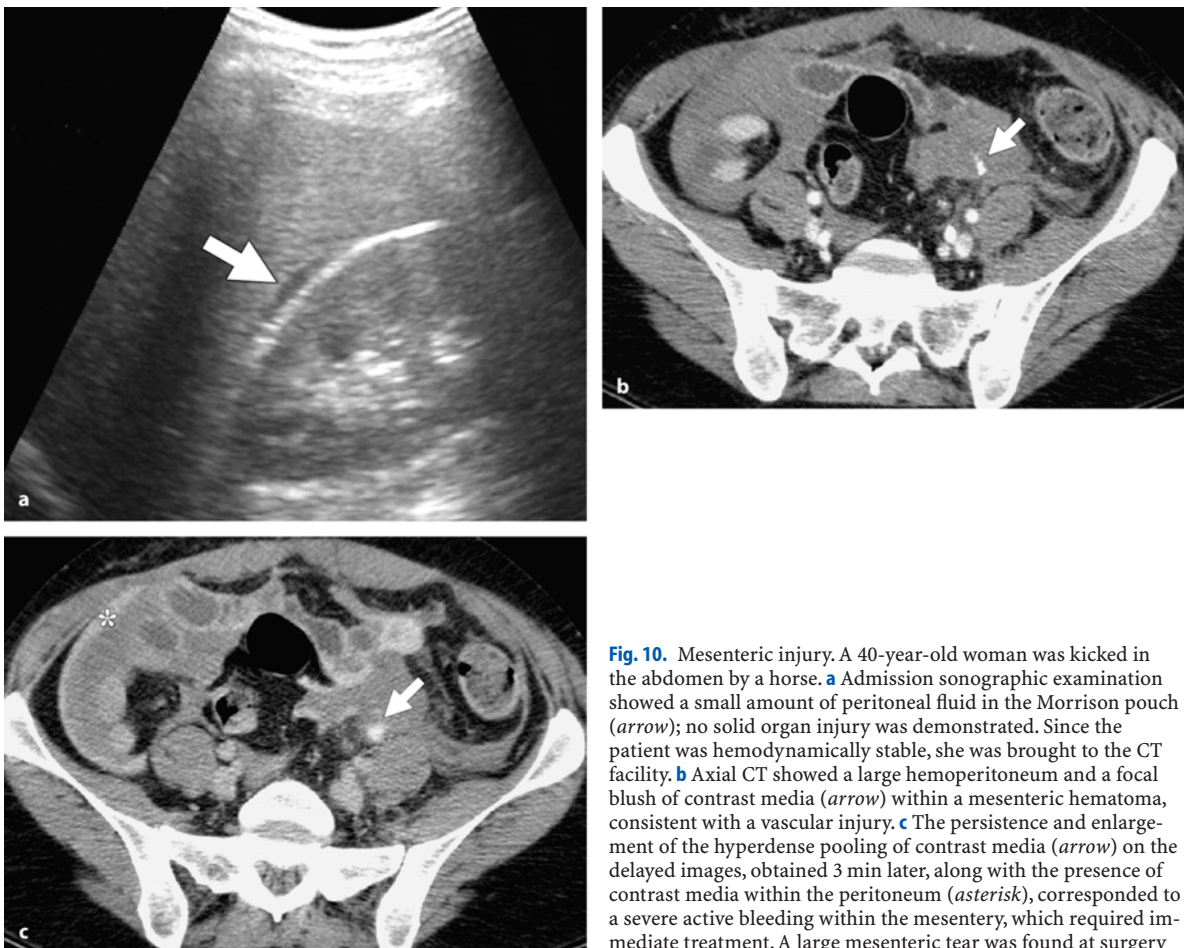 a
b
c
*
Fig. 10. Mesenteric injury. A 40-year-old woman was kicked in
the abdomen by a horse. a Admission sonographic examination
showed a small amount of peritoneal fluid in the Morrison pouch
(arrow); no solid organ injury was demonstrated. Since the
patient was hemodynamically stable, she was brought to the CT
facility. b Axial CT showed a large hemoperitoneum and a focal
blush of contrast media (arrow) within a mesenteric hematoma,
consistent with a vascular injury. c The persistence and enlarge-
ment of the hyperdense pooling of contrast media (arrow) on the
delayed images, obtained 3 min later, along with the presence of
contrast media within the peritoneum (asterisk), corresponded to
a severe active bleeding within the mesentery, which required im-
mediate treatment. A large mesenteric tear was found at surgery